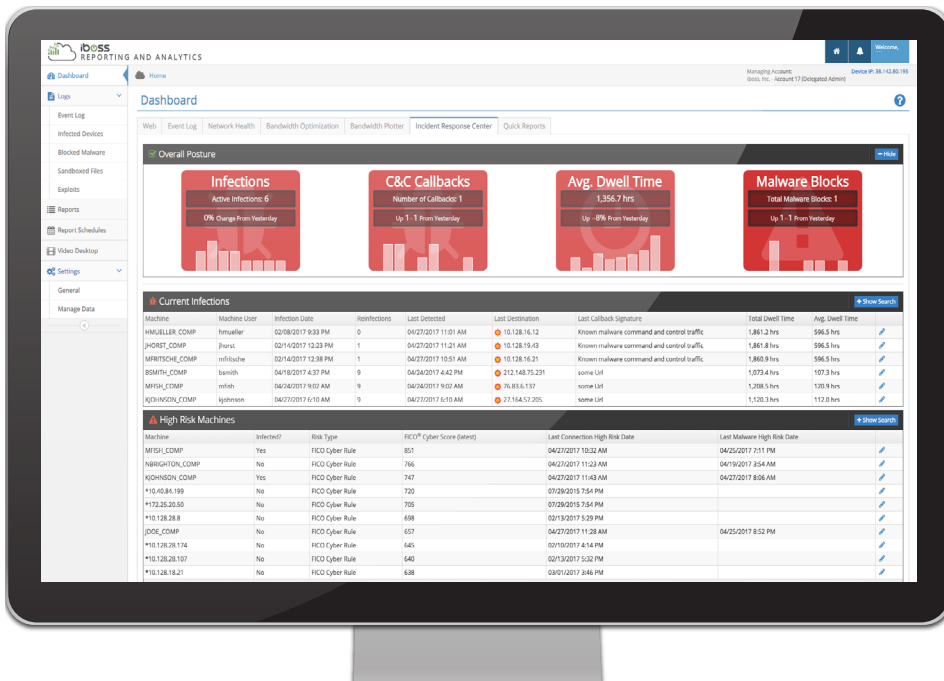 iboss
REPORTING AND ANALYTICS
Welcome,
Dashboard
Home
Managing Account: Device IP: 38.142.80.195
iboss, Inc. - Account 17 (Delegated Admin)
Logs
Dashboard
Event Log
Infected Devices
Blocked Malware
Sandboxed Files
Exploits
Reports
Report Schedules
Video Desktop
Settings
General
Manage Data
Web Event Log Network Health Bandwidth Optimization Bandwidth Plotter Incident Response Center Quick Reports
Overall Posture Hide
Infections C&C Callbacks Avg. Dwell Time Malware Blocks
Active Infections: 6 Number of Callbacks: 1 1,356.7 hrs Total Malware Blocks: 1
0% Change From Yesterday Up 1-1 From Yesterday Up -8% From Yesterday Up 1-1 From Yesterday
Current Infections + Show Search
Machine Machine User Infection Date Reinfections Last Detected Last Destination Last Callback Signature Total Dwell Time Avg. Dwell Time
HMUELLER_COMP hmueller 02/08/2017 9:33 PM 0 04/27/2017 11:01 AM 10.128.16.12 Known malware command and control traffic 1,861.2 hrs 596.5 hrs
JHORST_COMP jhorst 02/14/2017 12:23 PM 1 04/27/2017 11:21 AM 10.128.19.43 Known malware command and control traffic 1,861.8 hrs 596.5 hrs
MFRITSCHE_COMP mfritsche 02/14/2017 12:38 PM 1 04/27/2017 10:51 AM 10.128.16.21 Known malware command and control traffic 1,860.9 hrs 596.5 hrs
BSMITH_COMP bsmith 04/18/2017 4:37 PM 9 04/24/2017 4:42 PM 212.148.75.231 some Url 1,073.4 hrs 107.3 hrs
MFISH_COMP mfish 04/24/2017 9:02 AM 9 04/24/2017 9:02 AM 76.83.6.137 some Url 1,208.5 hrs 120.9 hrs
KJOHNSON_COMP kjohnson 04/27/2017 6:10 AM 9 04/27/2017 6:10 AM 27.164.57.205 some Url 1,120.3 hrs 112.0 hrs
High Risk Machines + Show Search
Machine Infected? Risk Type FICO® Cyber Score (latest) Last Connection High Risk Date Last Malware High Risk Date
MFISH_COMP Yes FICO Cyber Rule 851 04/27/2017 10:32 AM 04/25/2017 7:11 PM
NBRIGHTON_COMP No FICO Cyber Rule 766 04/27/2017 11:23 AM 04/19/2017 3:54 AM
KJOHNSON_COMP Yes FICO Cyber Rule 747 04/27/2017 11:43 AM 04/27/2017 8:06 AM
*10.40.84.199 No FICO Cyber Rule 720 07/29/2015 7:54 PM
*172.25.20.50 No FICO Cyber Rule 705 07/29/2015 7:54 PM
*10.128.28.8 No FICO Cyber Rule 698 02/13/2017 5:29 PM
JDOE_COMP No FICO Cyber Rule 657 04/27/2017 11:28 AM 04/25/2017 8:52 PM
*10.128.28.174 No FICO Cyber Rule 645 02/10/2017 4:14 PM
*10.128.28.107 No FICO Cyber Rule 640 02/13/2017 5:32 PM
*10.128.18.21 No FICO Cyber Rule 638 03/01/2017 3:46 PM